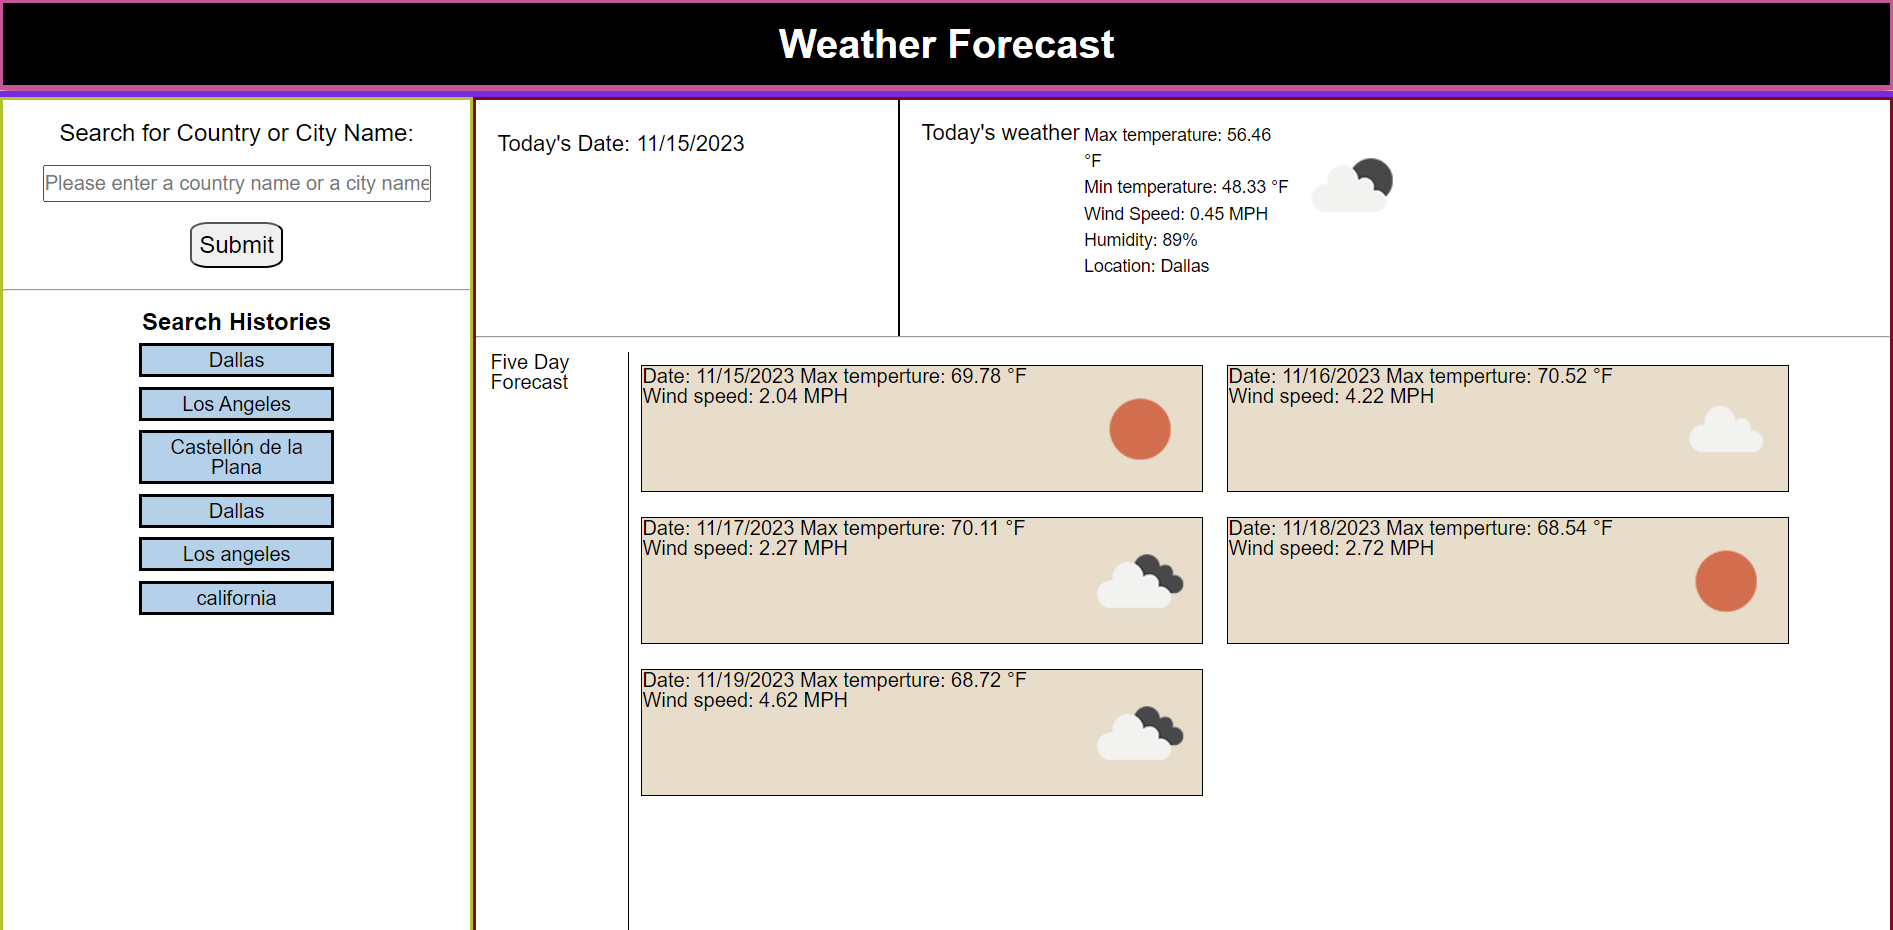 Weather Forecast
Search for Country or City Name:
Please enter a country name or a city name
Submit
Search Histories
Dallas
Los Angeles
Castellón de la
Plana
Dallas
Los angeles
california
Today's Date: 11/15/2023
Today's weather
Max temperature: 56.46
°F
Min temperature: 48.33 °F
Wind Speed: 0.45 MPH
Humidity: 89%
Location: Dallas
Five Day
Forecast
Date: 11/15/2023 Max temperture: 69.78 °F
Wind speed: 2.04 MPH
Date: 11/16/2023 Max temperture: 70.52 °F
Wind speed: 4.22 MPH
Date: 11/17/2023 Max temperture: 70.11 °F
Wind speed: 2.27 MPH
Date: 11/18/2023 Max temperture: 68.54 °F
Wind speed: 2.72 MPH
Date: 11/19/2023 Max temperture: 68.72 °F
Wind speed: 4.62 MPH